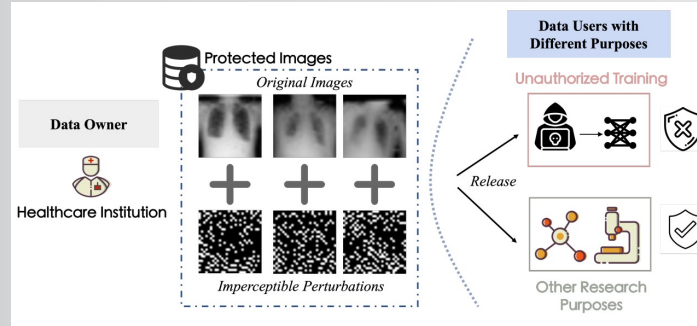 Data Users with
Different Purposes
Protected Images
Original Images
Unauthorized Training
Data Owner
Release
Healthcare Institution
Imperceptible Perturbations
Other Research
Purposes